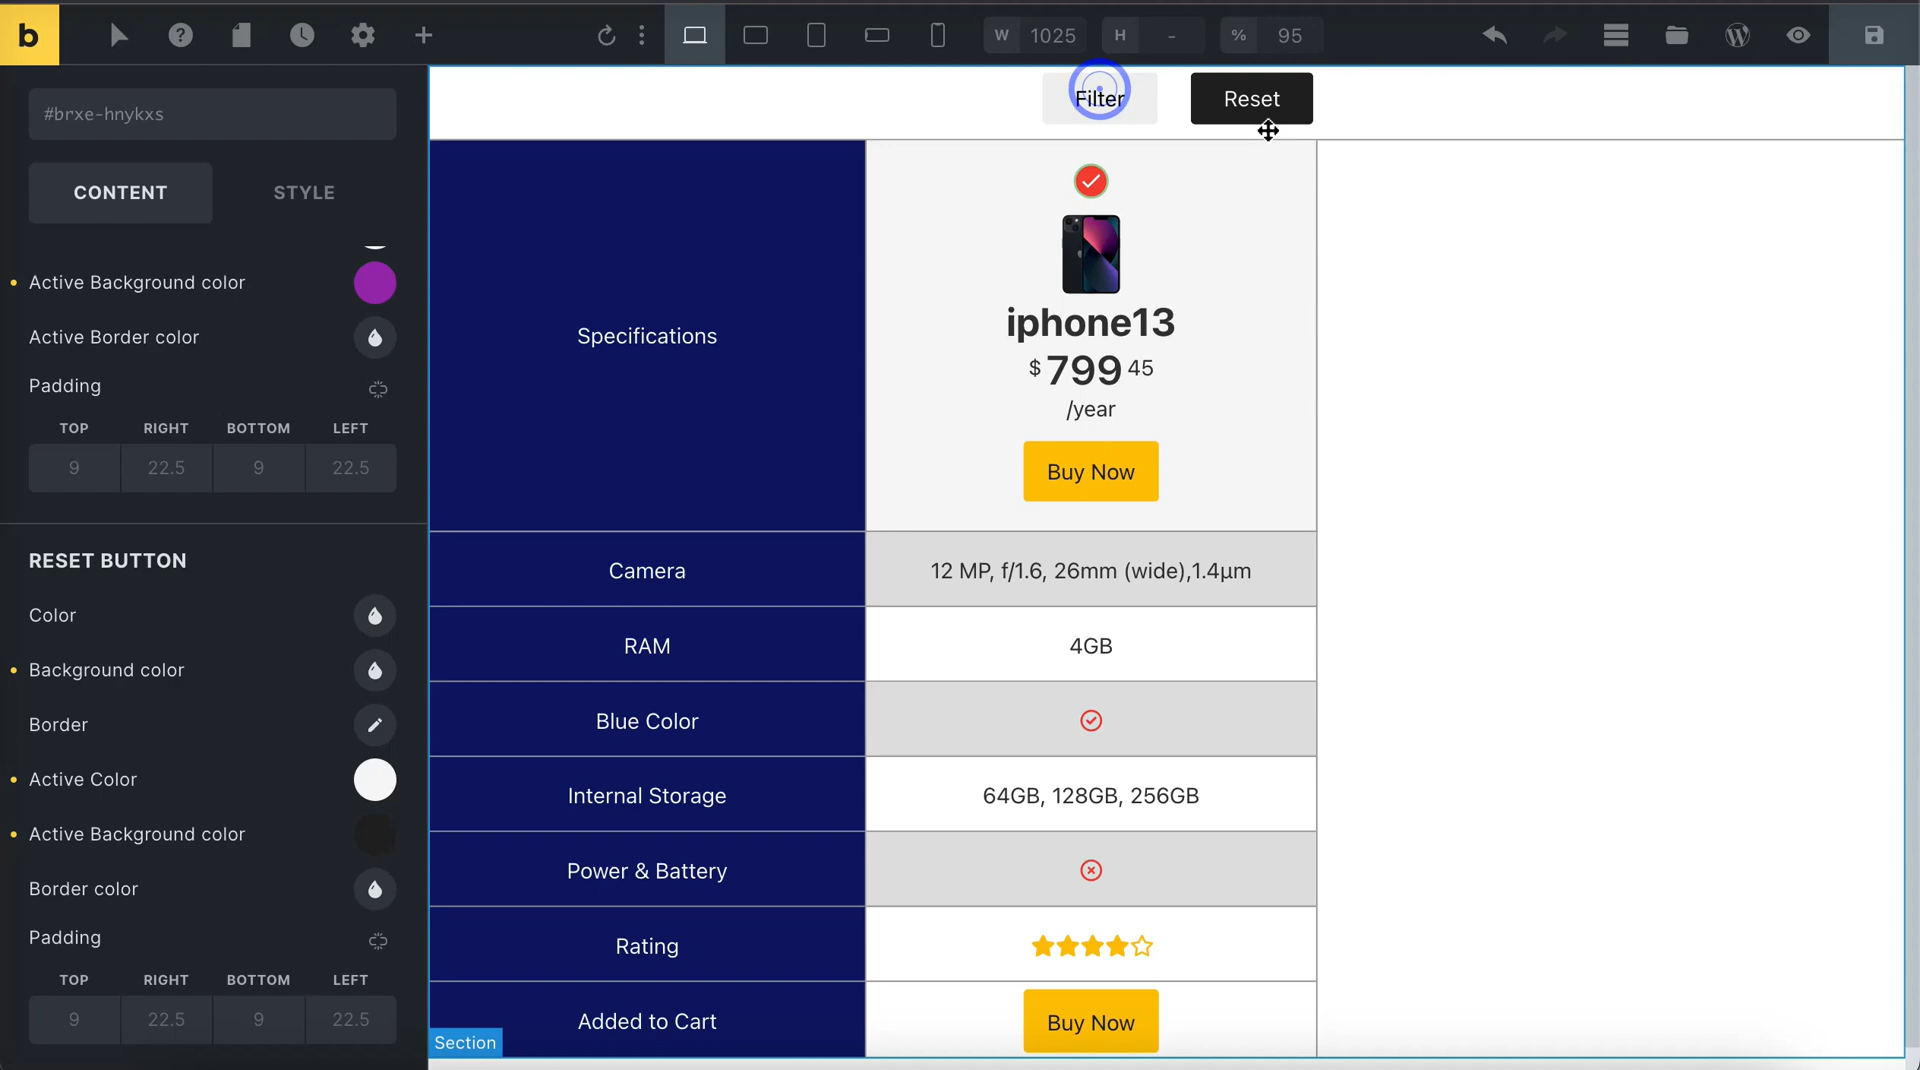 b
W 1025 H - % 95
#brxe-hnykxs
CONTENT STYLE
Active Background color
Active Border color
Padding
TOP RIGHT BOTTOM LEFT
9 22.5 9 22.5
RESET BUTTON
Color
Background color
Border
Active Color
Active Background color
Border color
Padding
TOP RIGHT BOTTOM LEFT
9 22.5 9 22.5
Filter Reset
Specifications
iphone13
$ 799 45
/year
Buy Now
Camera 12 MP, f/1.6, 26mm (wide),1.4μm
RAM 4GB
Blue Color
Internal Storage 64GB, 128GB, 256GB
Power & Battery
Rating
Added to Cart Buy Now
Section